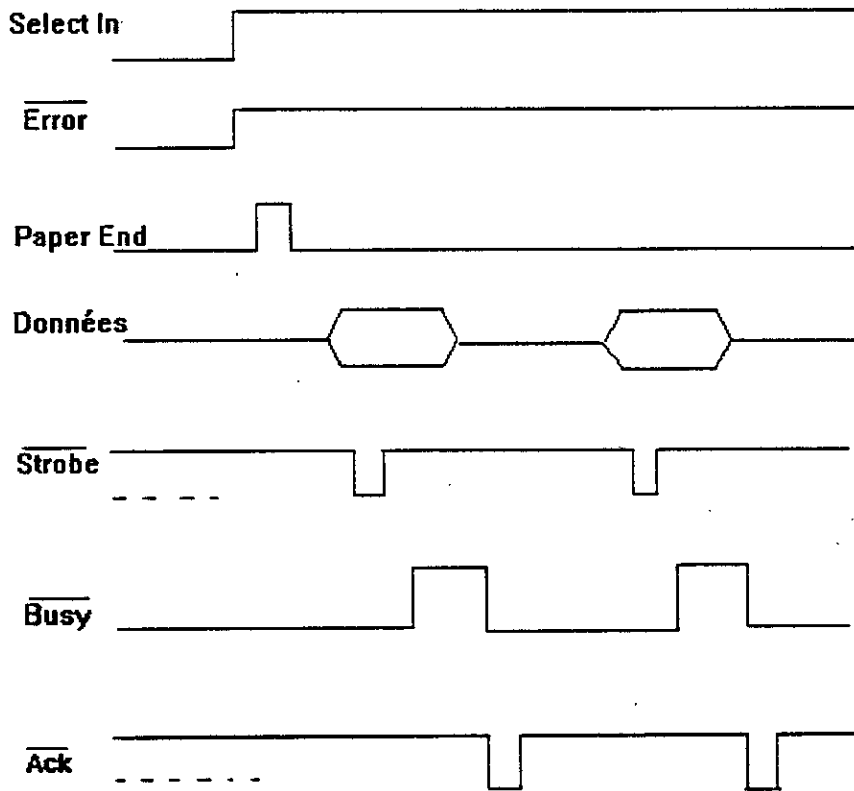 Select In
Error
Paper End
Données
Strobe
Busy
Ack